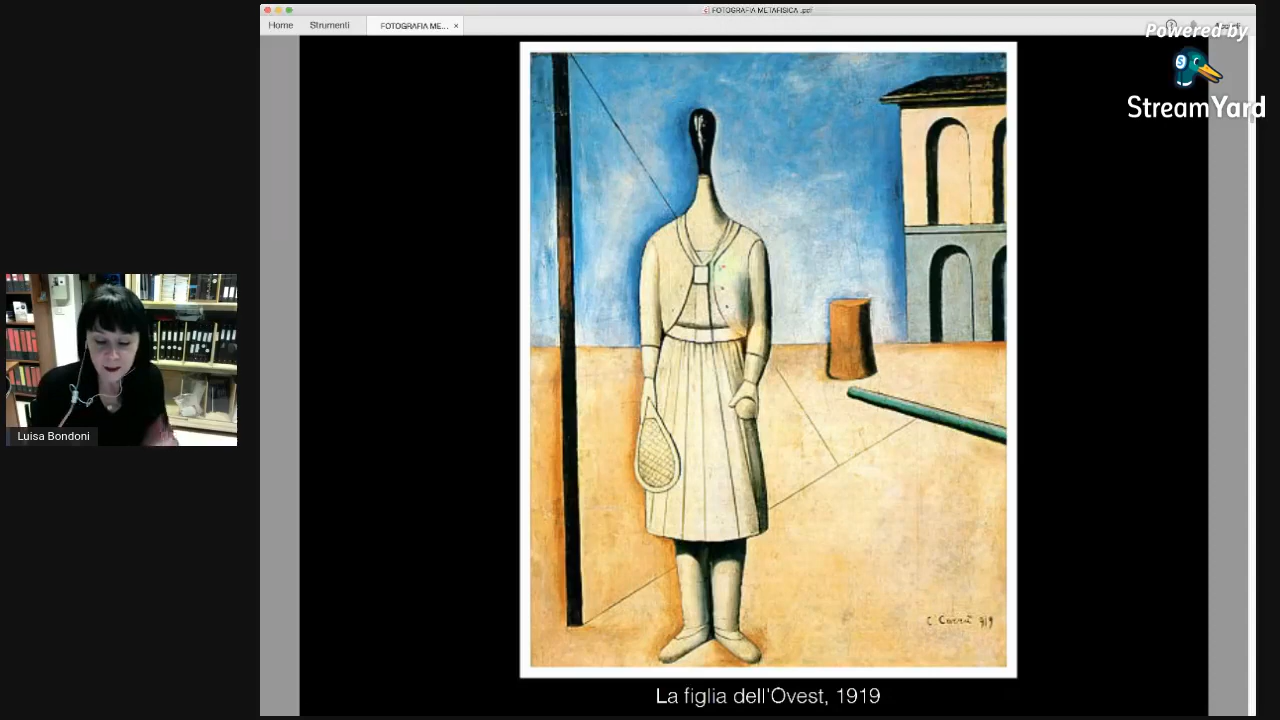 FOTOGRAFIA METAFISICA .pdf
Home
Strumenti
FOTOGRAFIA ME... ×
Powered by
StreamYard
C Carrà 919
Luisa Bondoni
La figlia dell'Ovest, 1919